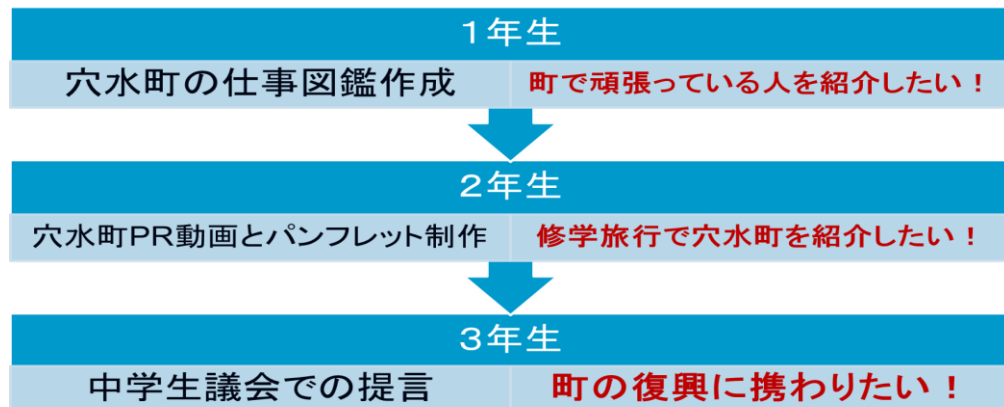 1年生
穴水町の仕事図鑑作成 町で頑張っている人を紹介したい！
2年生
穴水町PR動画とパンフレット制作 修学旅行で穴水町を紹介したい！
3年生
中学生議会での提言 町の復興に携わりたい！